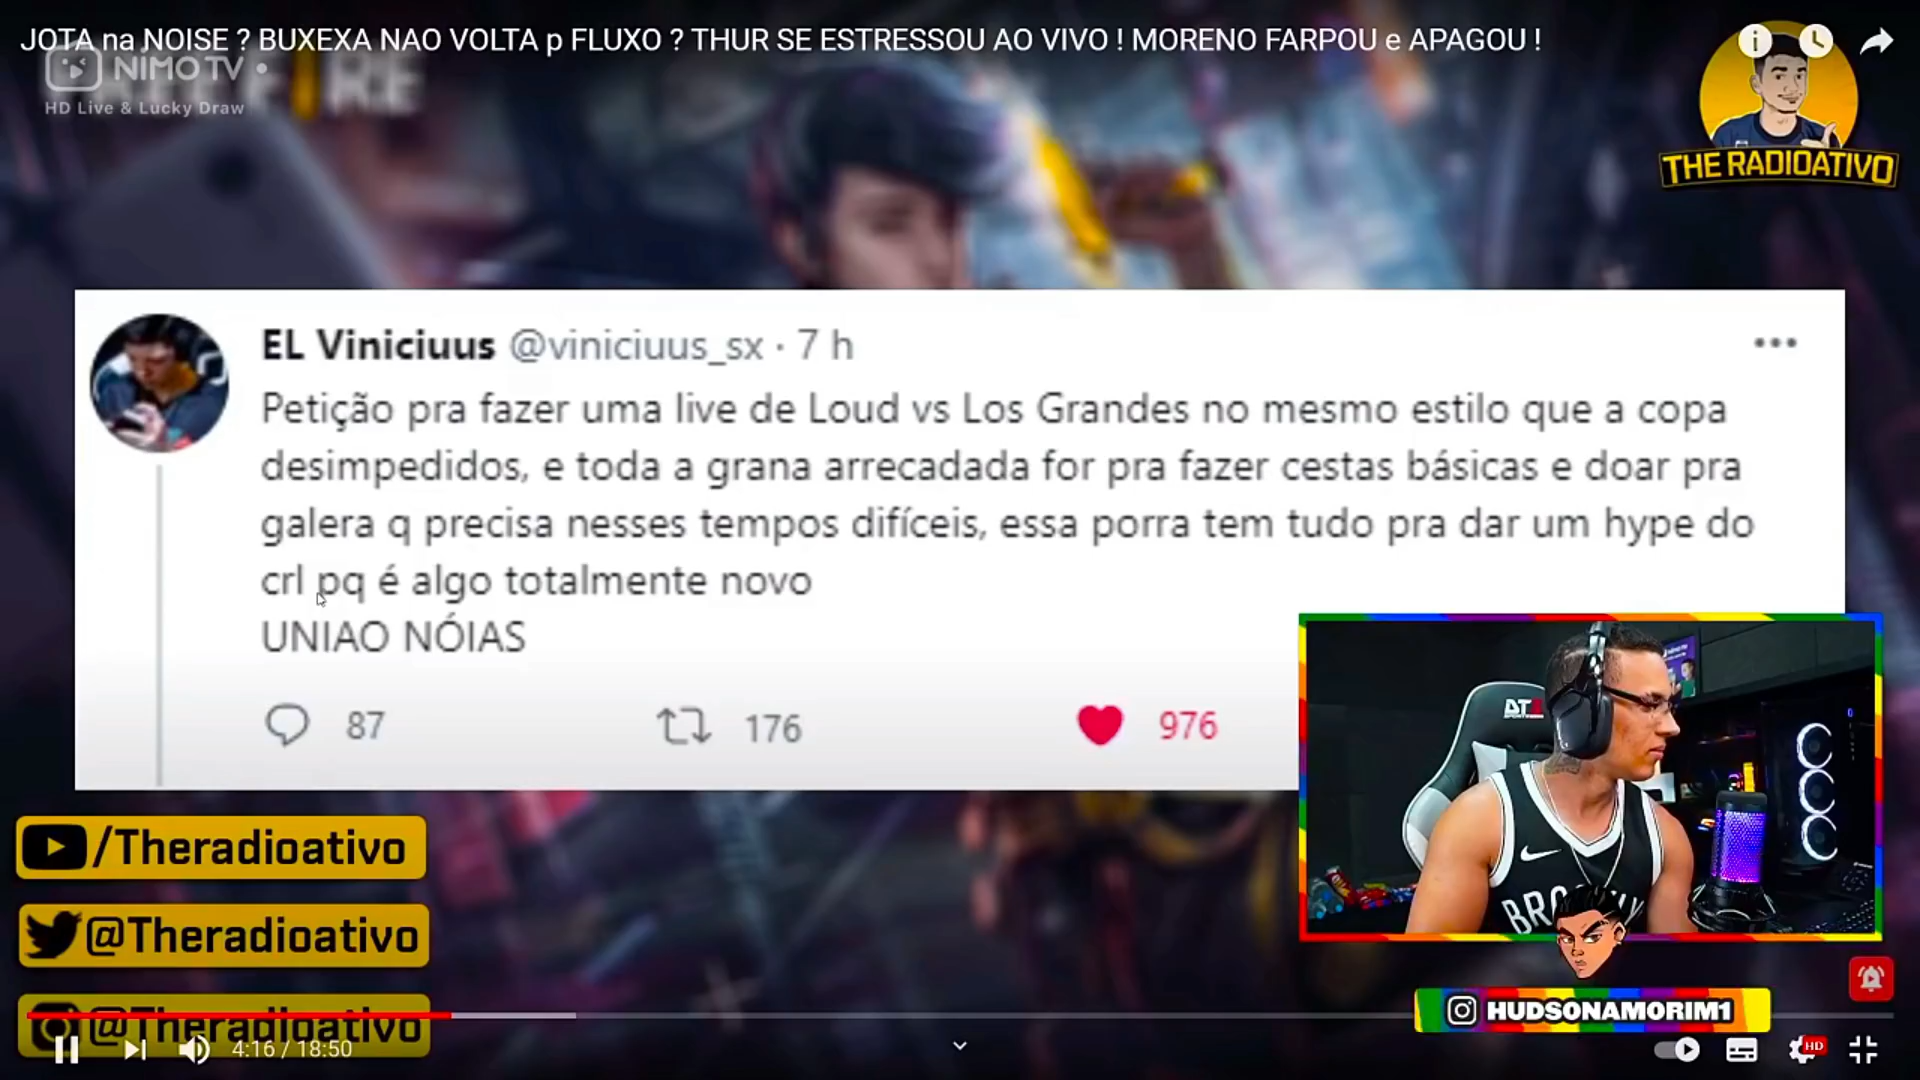 JOTA na NOISE ? BUXEXA NAO VOLTA p FLUXO ? THUR SE ESTRESSOU AO VIVO ! MORENO FARPOU e APAGOU !
NIMO TV
HD Live & Lucky Draw
THE RADIOATIVO
EL Viniciuus @viniciuus_sx · 7 h
Petição pra fazer uma live de Loud vs Los Grandes no mesmo estilo que a copa
desimpedidos, e toda a grana arrecadada for pra fazer cestas básicas e doar pra
galera q precisa nesses tempos difíceis, essa porra tem tudo pra dar um hype do
crl pq é algo totalmente novo
UNIAO NÓIAS
87 176 976
/Theradioativo
@Theradioativo
@Theradioativo
HUDSONAMORIM1
4:16 / 18:50
HD